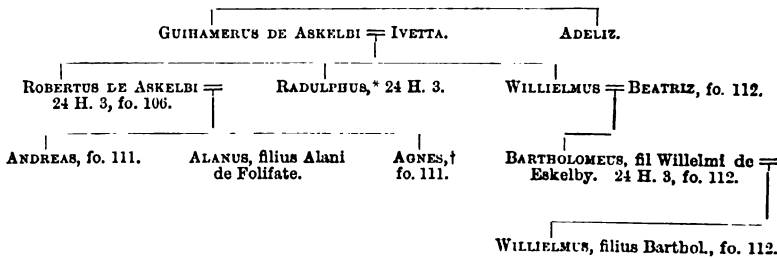 GUIHAMERUS DE ASKELBI = IVETTA. ADELIZ.
ROBERTUS DE ASKELBI = RADULPHUS,* 24 H. 3. WILLIELMUS = BEATRIZ, fo. 112.
24 H. 3, fo. 106.
ANDREAS, fo. 111. ALANUS, filius Alani AGNES,† BARTHOLOMEUS, fil Willelmi de =
de Folifate. fo. 111. Eskelby. 24 H. 3, fo. 112.
WILLIELMUS, filius Barthol., fo. 112.